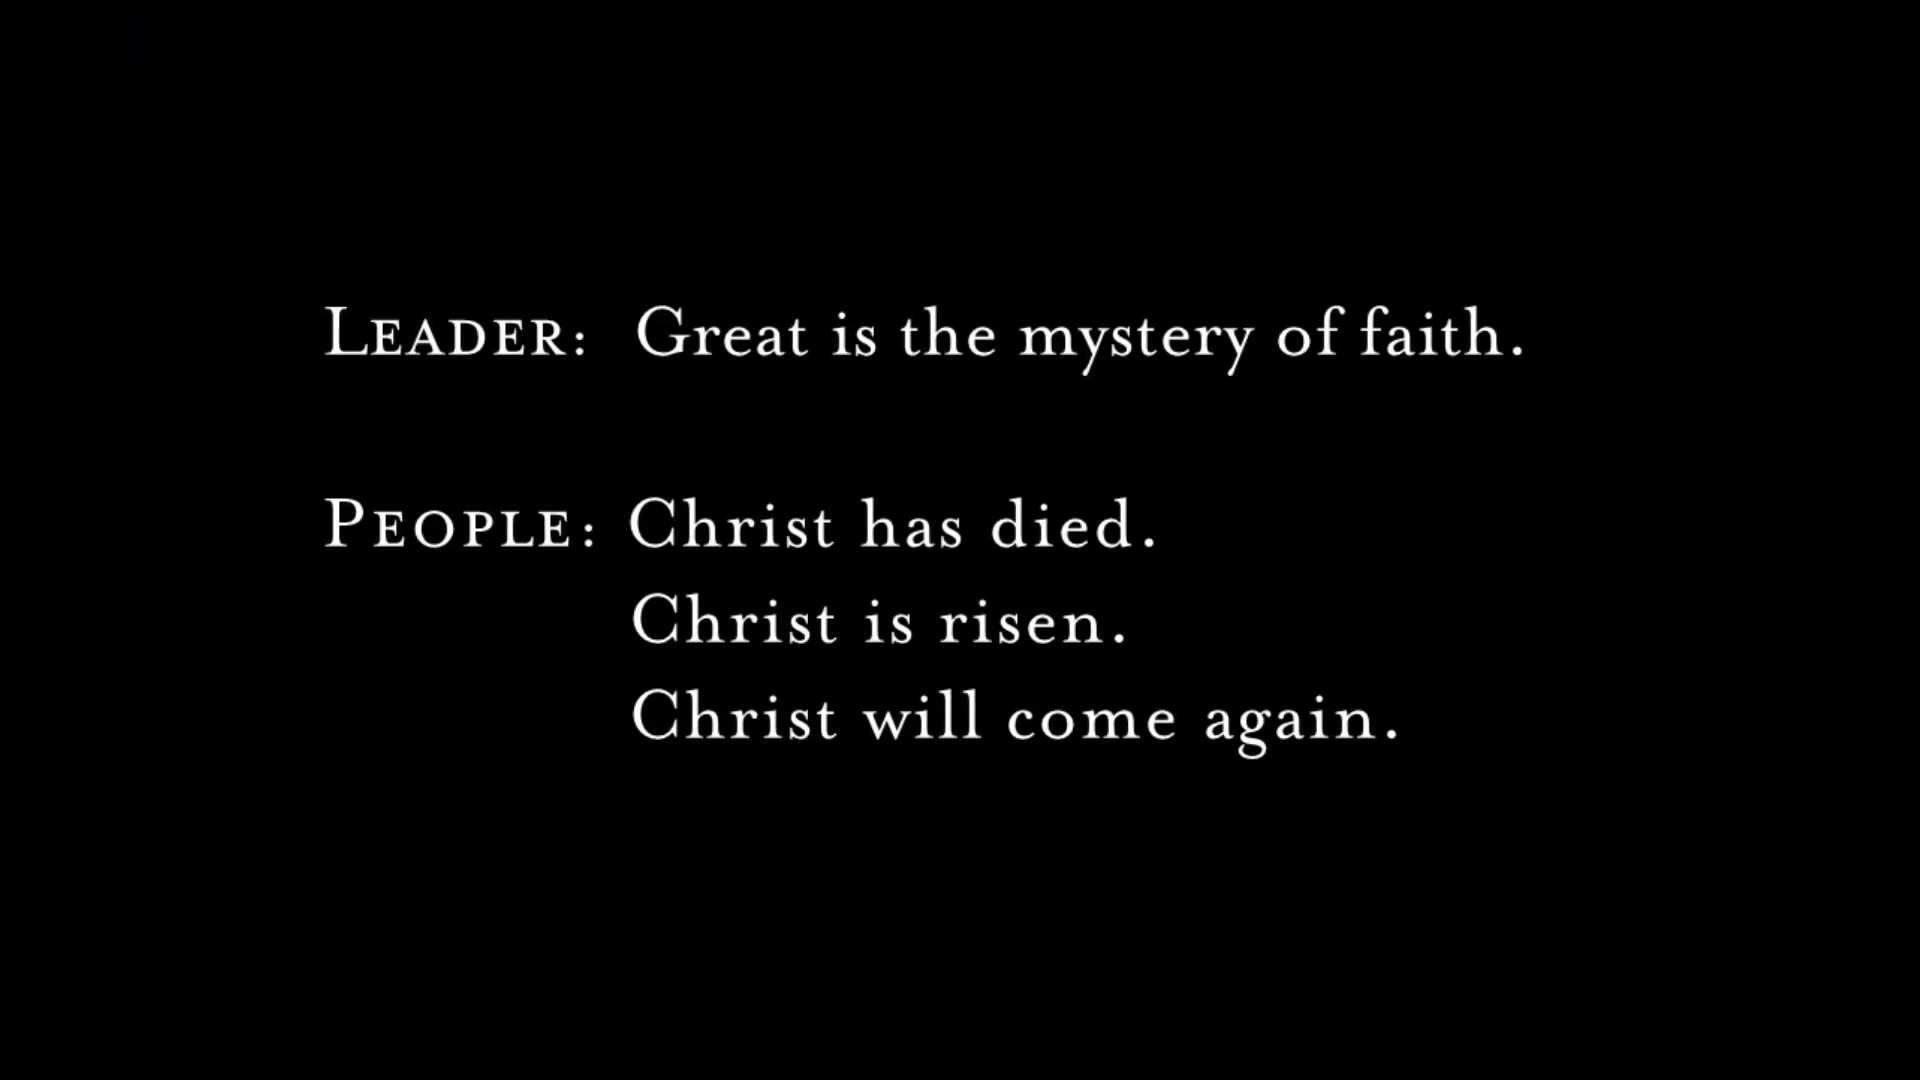 LEADER: Great is the mystery of faith.
PEOPLE: Christ has died.
Christ is risen.
Christ will come again.